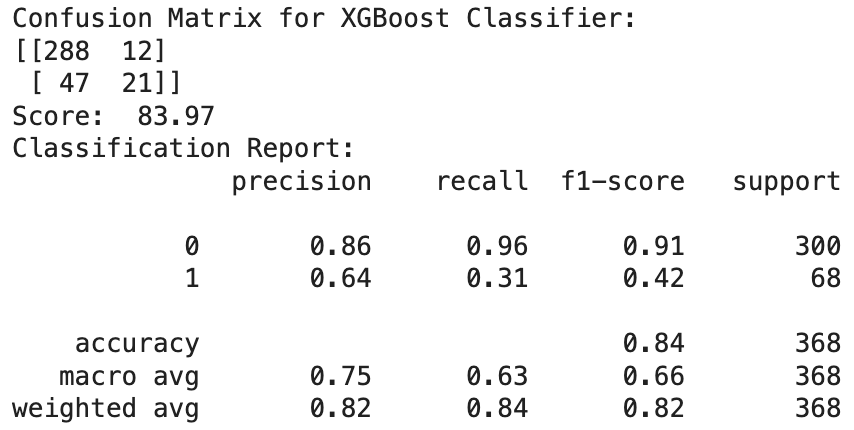 Confusion Matrix for XGBoost Classifier:
[[288  12]
 [ 47  21]]
Score:  83.97
Classification Report:
              precision    recall  f1-score   support

           0       0.86      0.96      0.91       300
           1       0.64      0.31      0.42        68

    accuracy                           0.84       368
   macro avg       0.75      0.63      0.66       368
weighted avg       0.82      0.84      0.82       368